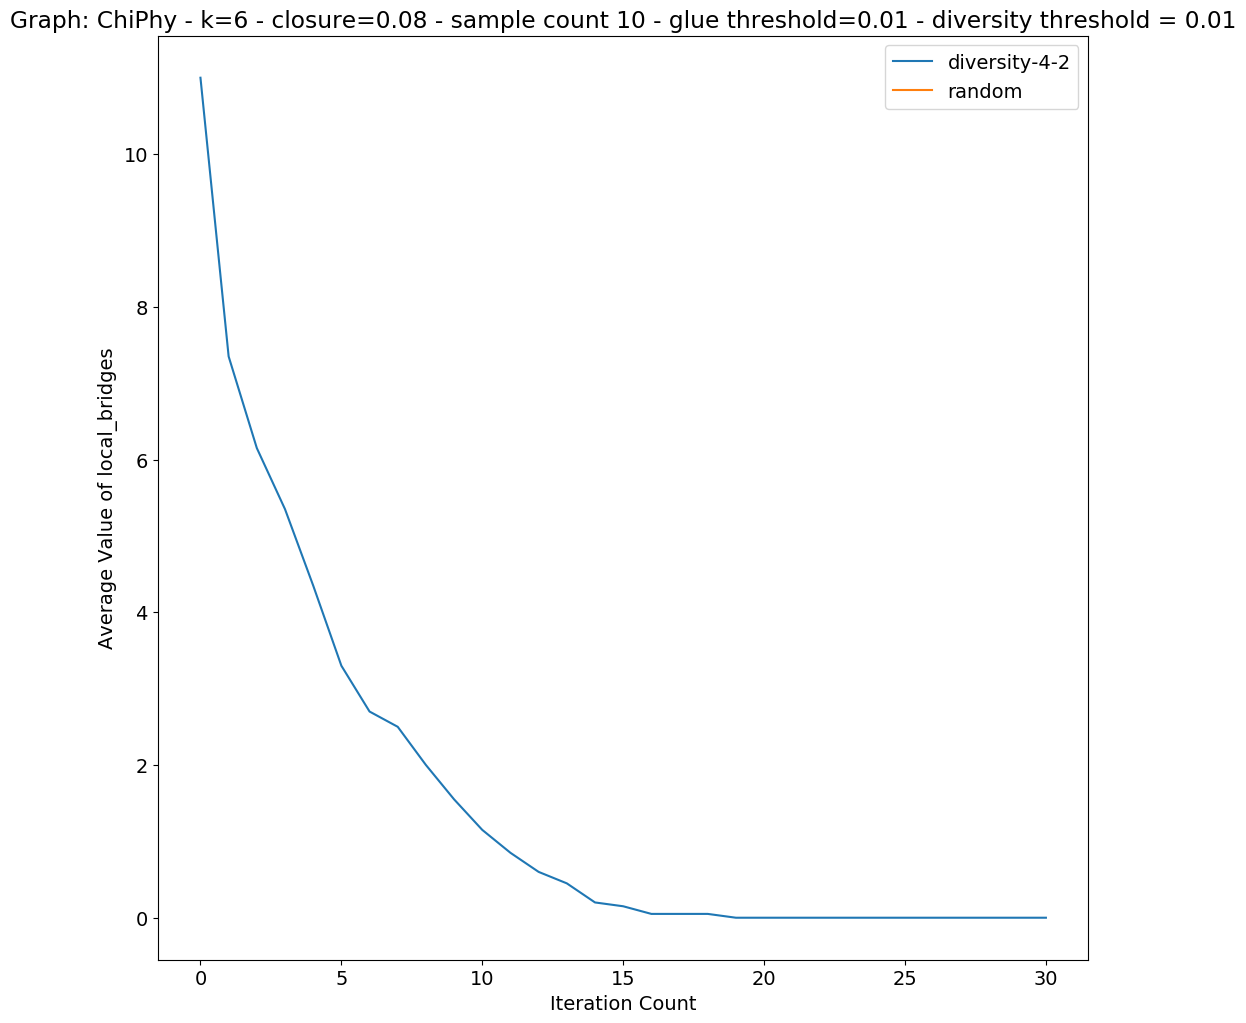 Graph: ChiPhy - k=6 - closure=0.08 - sample count 10 - glue threshold=0.01 - diversity threshold = 0.01
diversity-4-2
random
Average Value of local_bridges
10
8
6
4
2
0
0 5 10 15 20 25 30
Iteration Count